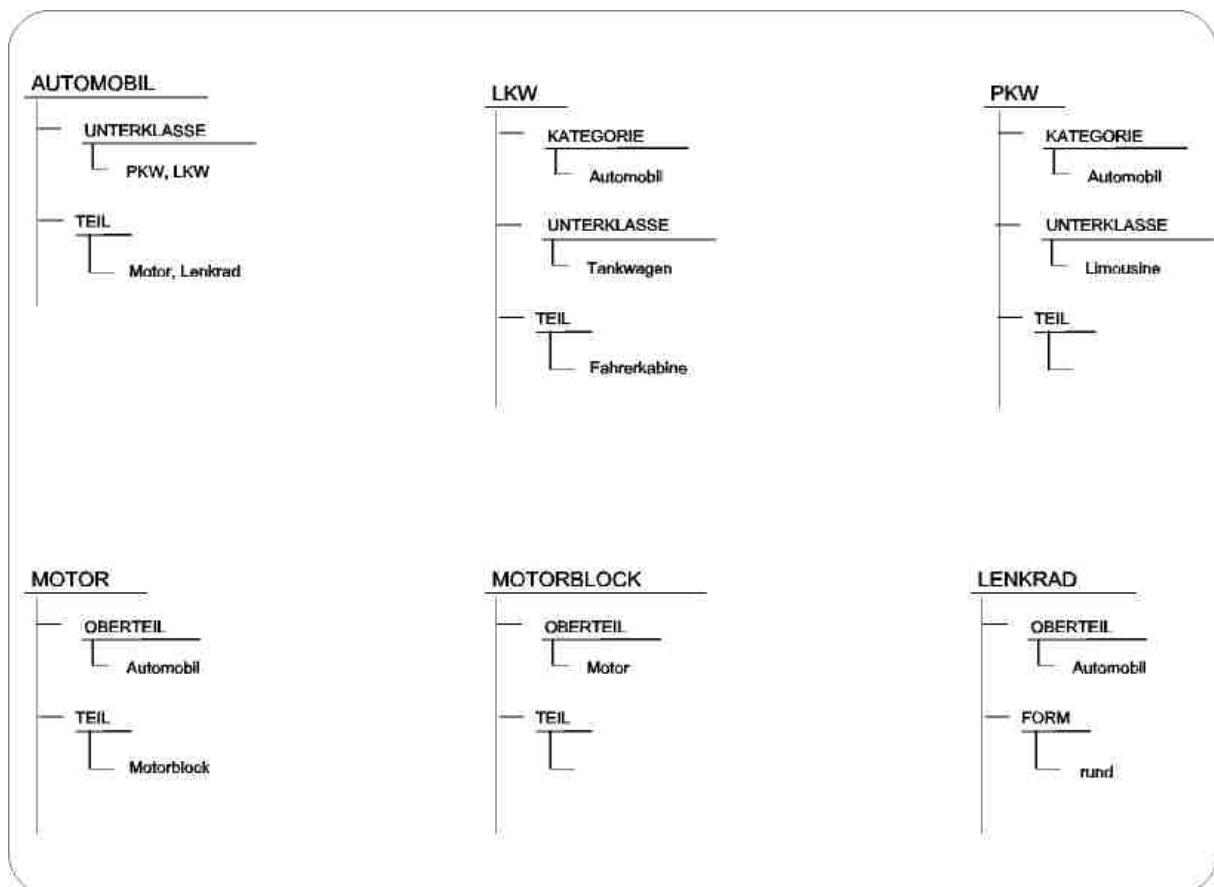 AUTOMOBIL
UNTERKLASSE
PKW, LKW
TEIL
Motor, Lenkrad
LKW
KATEGORIE
Automobil
UNTERKLASSE
Tankwagen
TEIL
Fahrerkabine
PKW
KATEGORIE
Automobil
UNTERKLASSE
Limousine
TEIL
MOTOR
OBERTEIL
Automobil
TEIL
Motorblock
MOTORBLOCK
OBERTEIL
Motor
TEIL
LENKRAD
OBERTEIL
Automobil
FORM
rund